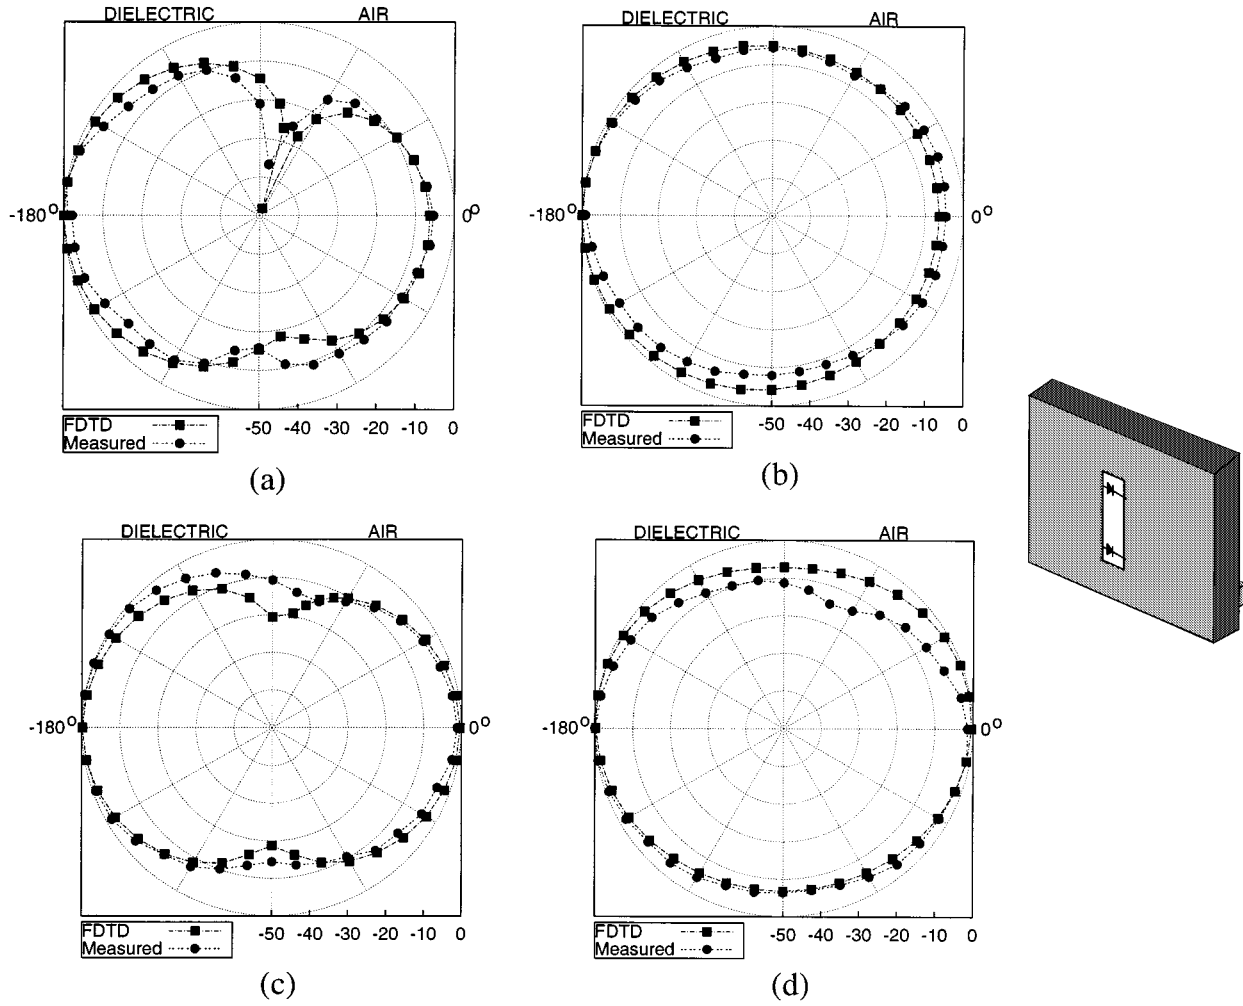 DIELECTRIC AIR
-180° 0°
FDTD
Measured
-50 -40 -30 -20 -10 0
(a)
DIELECTRIC AIR
-180° 0°
FDTD
Measured
-50 -40 -30 -20 -10 0
(b)
DIELECTRIC AIR
-180° 0°
FDTD
Measured
-50 -40 -30 -20 -10 0
(c)
DIELECTRIC AIR
-180° 0°
FDTD
Measured
-50 -40 -30 -20 -10 0
(d)